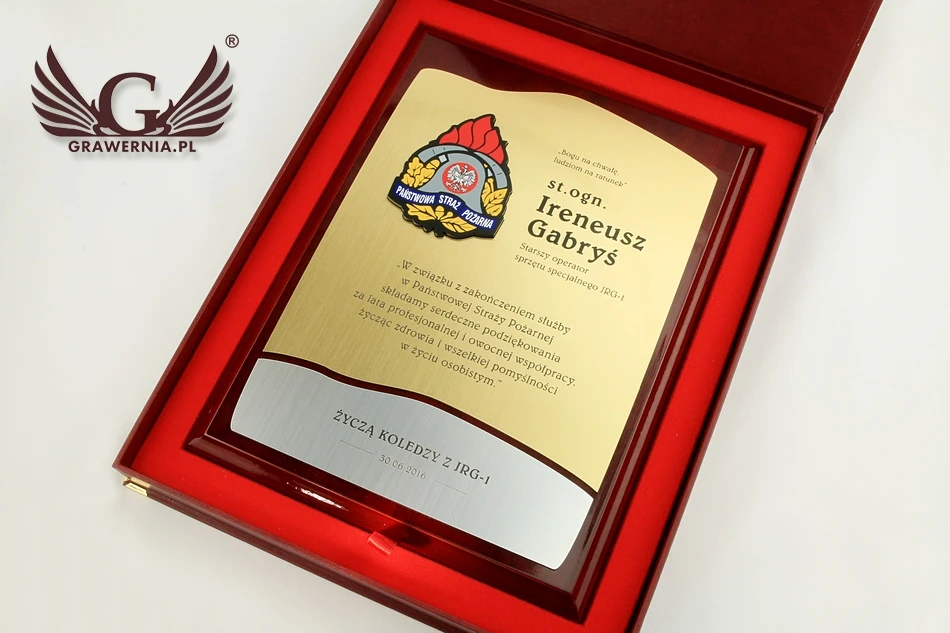 G
®
GRAWERNIA.PL
PAŃSTWOWA STRAŻ POŻARNA
„Bogu na chwałę,
ludziom na ratunek”
st.ogn.
Ireneusz
Gabryś
Starszy operator
sprzętu specjalnego JRG-1
„W związku z zakończeniem służby
w Państwowej Straży Pożarnej
składamy serdeczne podziękowania
za lata profesjonalnej i owocnej współpracy,
życząc zdrowia i wszelkiej pomyślności
w życiu osobistym.”
ŻYCZĄ KOLEDZY Z JRG-1
30.06.2016